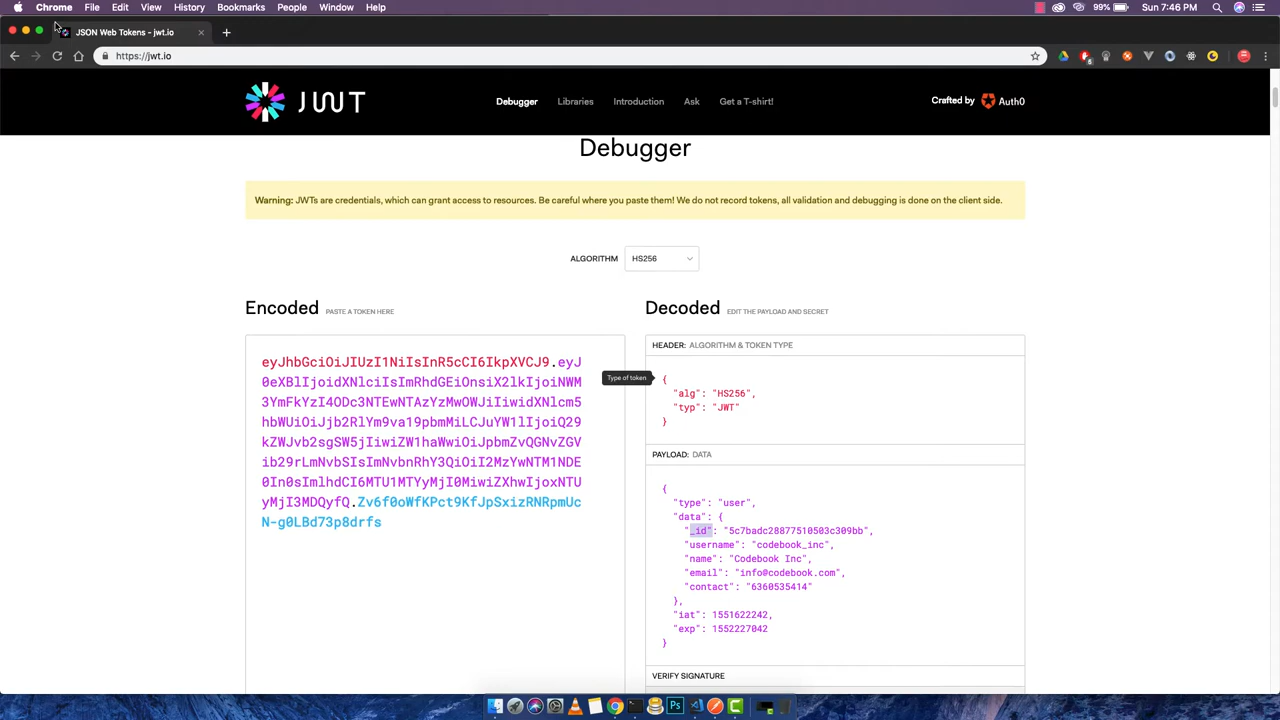 Chrome File Edit View History Bookmarks People Window Help 99% Sun 7:46 PM
JSON Web Tokens - jwt.io
https://jwt.io
JWT
Debugger Libraries Introduction Ask Get a T-shirt! Crafted by Auth0
Debugger
Warning: JWTs are credentials, which can grant access to resources. Be careful where you paste them! We do not record tokens, all validation and debugging is done on the client side.
ALGORITHM HS256
Encoded PASTE A TOKEN HERE
eyJhbGciOiJIUzI1NiIsInR5cCI6IkpXVCJ9.eyJ
0eXBlIjoidXNlciIsImRhdGEiOnsiX2lkIjoiNWM
3YmFkYzI4ODc3NTEwNTAzYzMwOWJiIiwidXNlcm5
hbWUiOiJjb2RlYm9va19pbmMiLCJuYW1lIjoiQ29
kZWJvb2sgSW5jIiwiZW1haWwiOiJpbmZvQGNvZGV
ib29rLmNvbSIsImNvbnRhY3QiOiI2MzYwNTM1NDE
0In0sImlhdCI6MTU1MTYyMjI0MiwiZXhwIjoxNTU
yMjI3MDQyfQ.Zv6f0oWfKPct9KfJpSxizRNRpmUc
N-g0LBd73p8drfs
Decoded EDIT THE PAYLOAD AND SECRET
HEADER: ALGORITHM & TOKEN TYPE
Type of token
{
"alg": "HS256",
"typ": "JWT"
}
PAYLOAD: DATA
{
"type": "user",
"data": {
"_id": "5c7badc28877510503c309bb",
"username": "codebook_inc",
"name": "Codebook Inc",
"email": "info@codebook.com",
"contact": "6360535414"
},
"iat": 1551622242,
"exp": 1552227042
}
VERIFY SIGNATURE